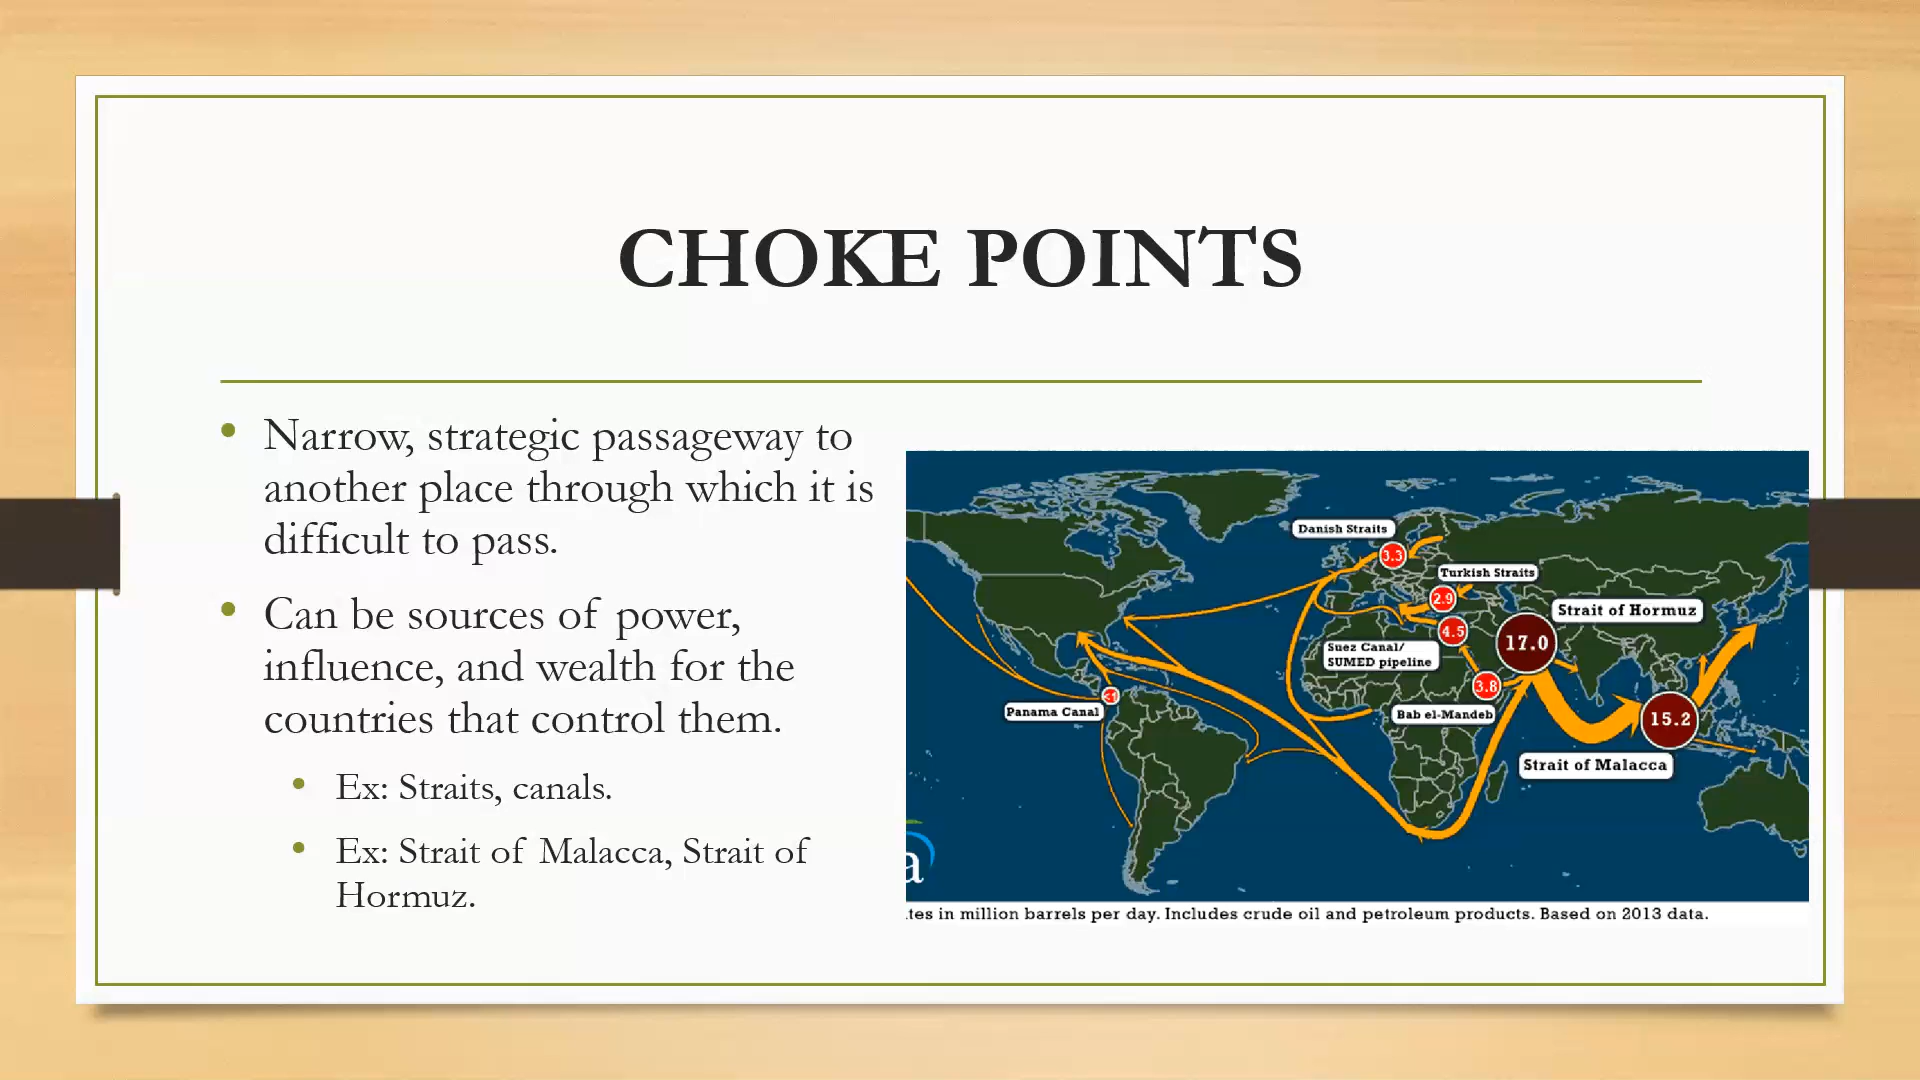 CHOKE POINTS
• Narrow, strategic passageway to
another place through which it is
difficult to pass.
• Can be sources of power,
influence, and wealth for the
countries that control them.
• Ex: Straits, canals.
• Ex: Strait of Malacca, Strait of
Hormuz.
Danish Straits
3.3
Turkish Straits
2.9
Strait of Hormuz
17.0
4.5
Suez Canal/
SUMED pipeline
3.8
Bab el-Mandeb
<1
Panama Canal
15.2
Strait of Malacca
a
in million barrels per day. Includes crude oil and petroleum products. Based on 2013 data.